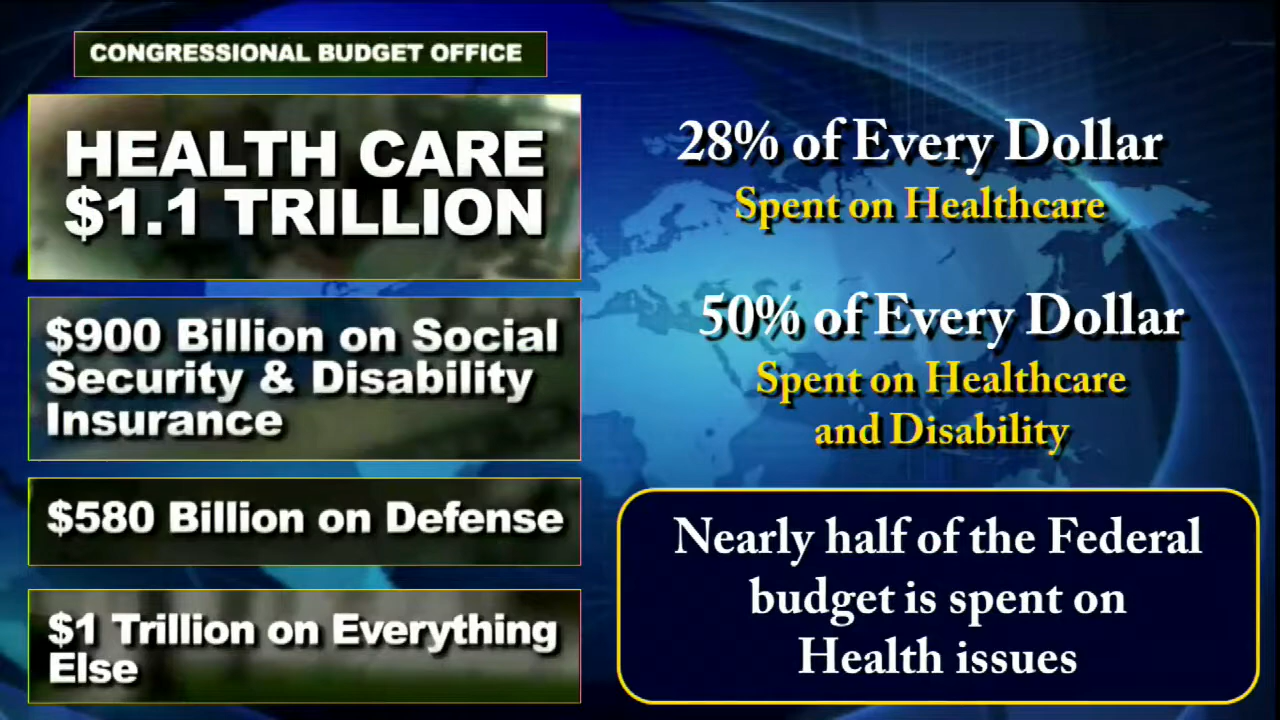 CONGRESSIONAL BUDGET OFFICE
HEALTH CARE
$1.1 TRILLION
$900 Billion on Social
Security & Disability
Insurance
$580 Billion on Defense
$1 Trillion on Everything
Else
28% of Every Dollar
Spent on Healthcare
50% of Every Dollar
Spent on Healthcare
and Disability
Nearly half of the Federal
budget is spent on
Health issues